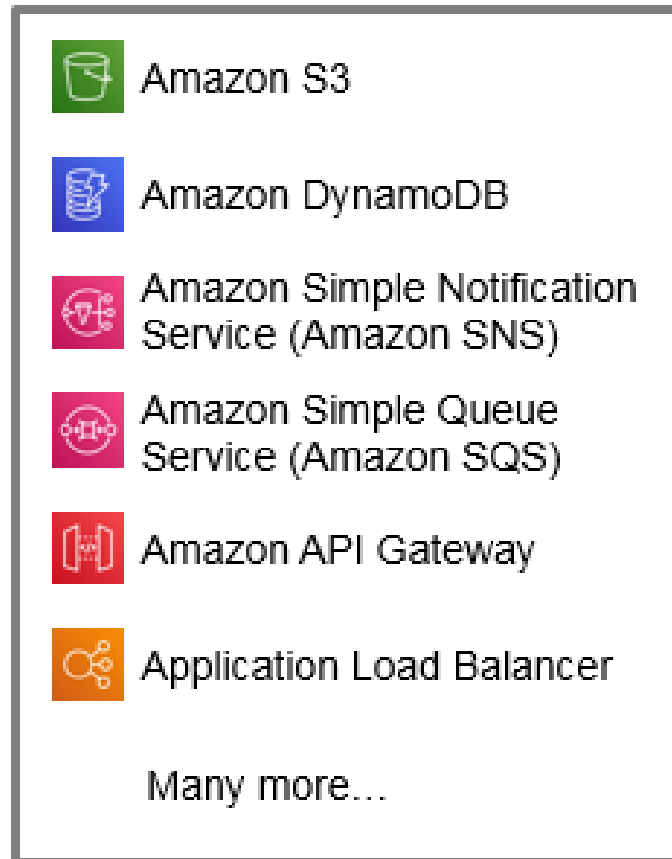 Amazon S3
Amazon DynamoDB
Amazon Simple Notification
Service (Amazon SNS)
Amazon Simple Queue
Service (Amazon SQS)
Amazon API Gateway
Application Load Balancer
Many more...